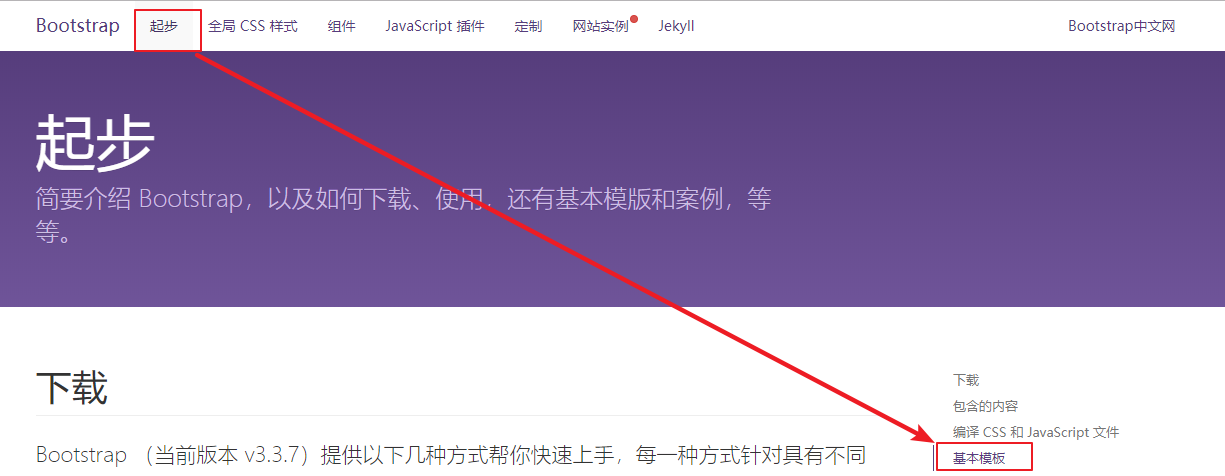 Bootstrap 起步 全局 CSS 样式 组件 JavaScript 插件 定制 网站实例 Jekyll Bootstrap中文网
起步
简要介绍 Bootstrap，以及如何下载、使用，还有基本模版和案例，等
等。
下载
Bootstrap （当前版本 v3.3.7）提供以下几种方式帮你快速上手，每一种方式针对具有不同
下载
包含的内容
编译 CSS 和 JavaScript 文件
基本模板